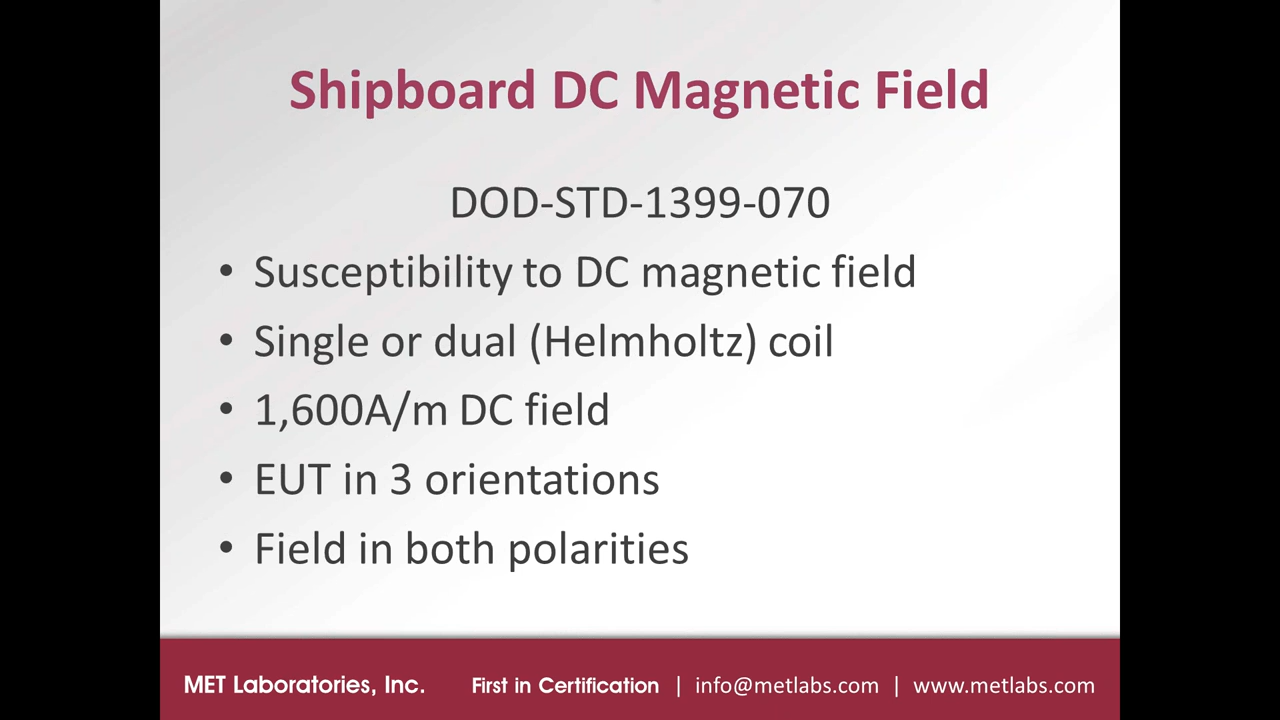 Shipboard DC Magnetic Field
DOD-STD-1399-070
• Susceptibility to DC magnetic field
• Single or dual (Helmholtz) coil
• 1,600A/m DC field
• EUT in 3 orientations
• Field in both polarities
MET Laboratories, Inc. First in Certification | info@metlabs.com | www.metlabs.com